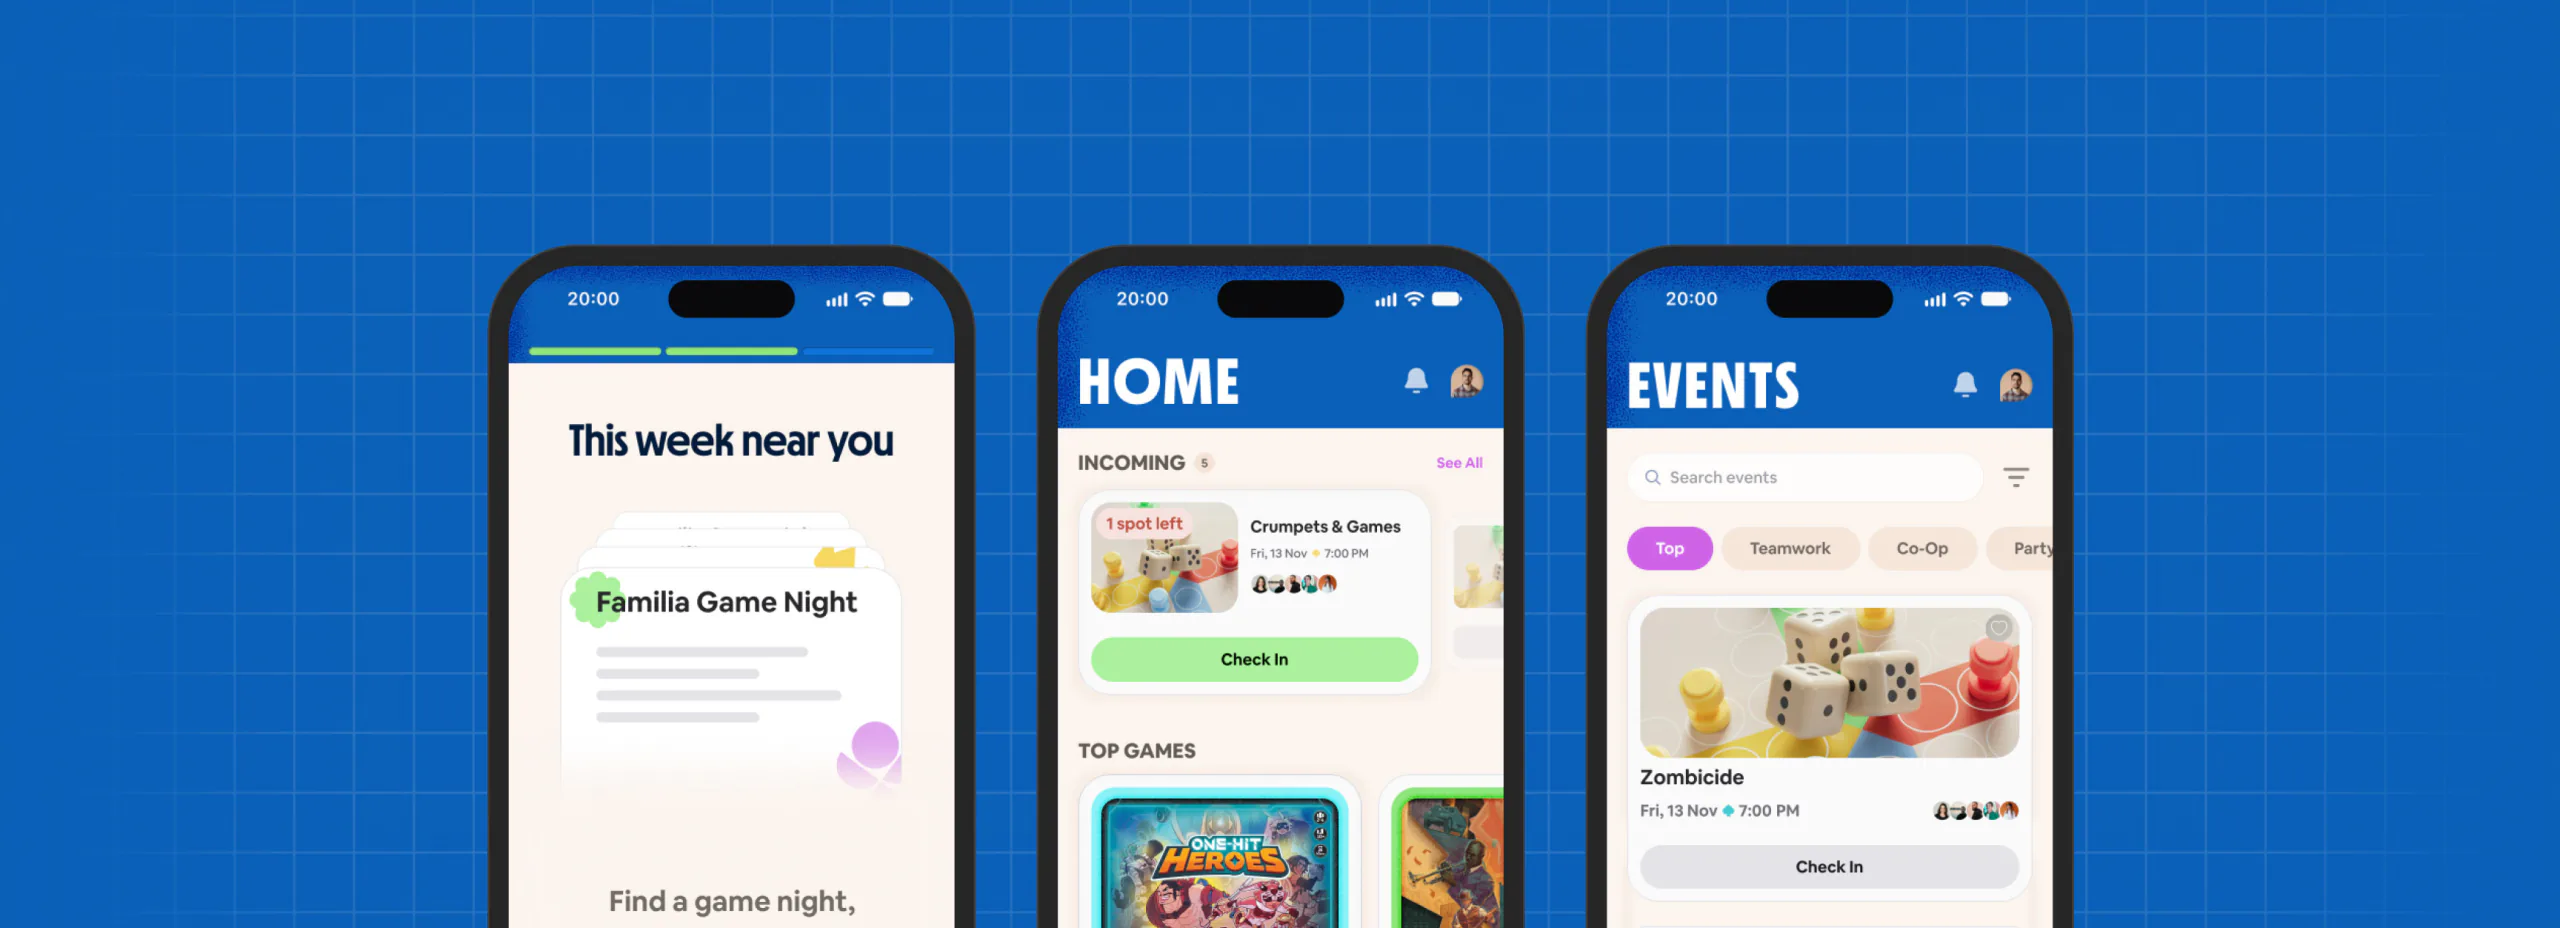 20:00
This week near you
Familia Game Night
Find a game night,
20:00
HOME
INCOMING 5
See All
1 spot left
Crumpets & Games
Fri, 13 Nov 7:00 PM
Check In
TOP GAMES
ONE-HIT
HEROES
20:00
EVENTS
Search events
Top
Teamwork
Co-Op
Party
Zombicide
Fri, 13 Nov 7:00 PM
Check In